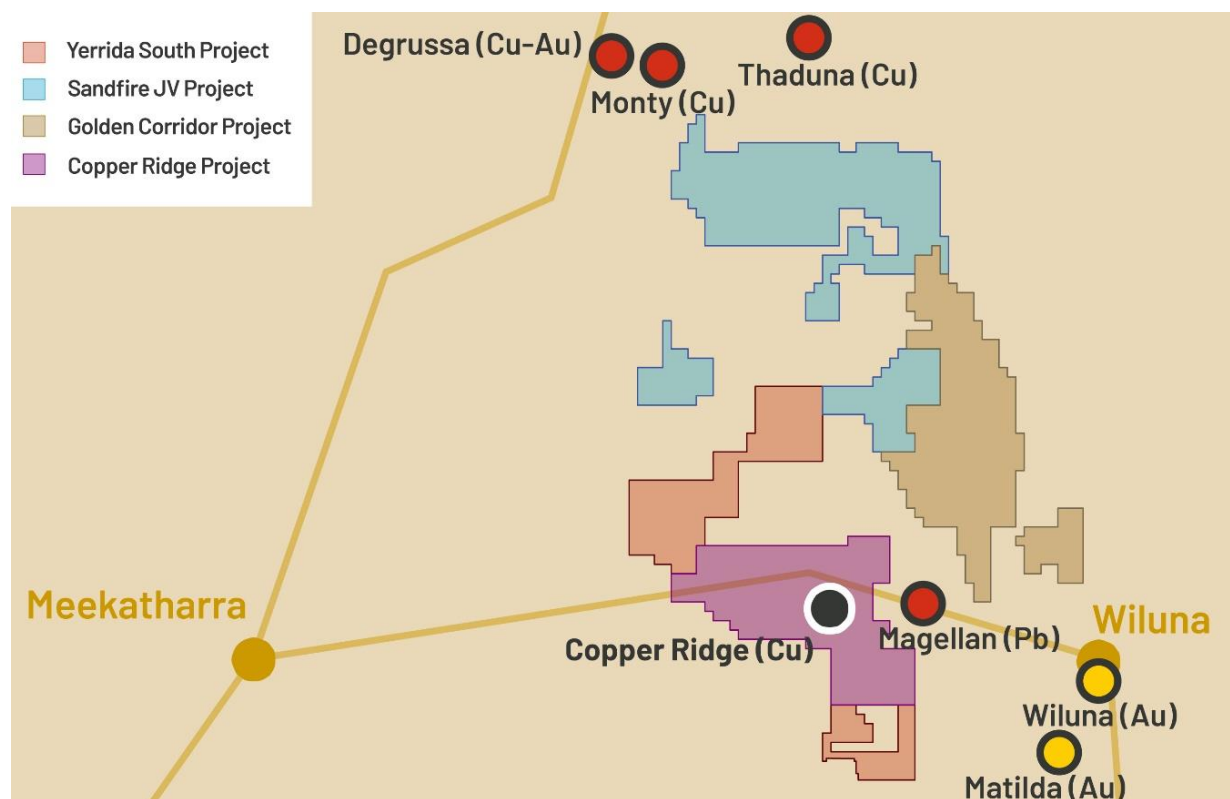 Yerrida South Project
Sandfire JV Project
Golden Corridor Project
Copper Ridge Project
Degrussa (Cu-Au)
Monty (Cu)
Thaduna (Cu)
Meekatharra
Wiluna
Copper Ridge (Cu)
Magellan (Pb)
Wiluna (Au)
Matilda (Au)